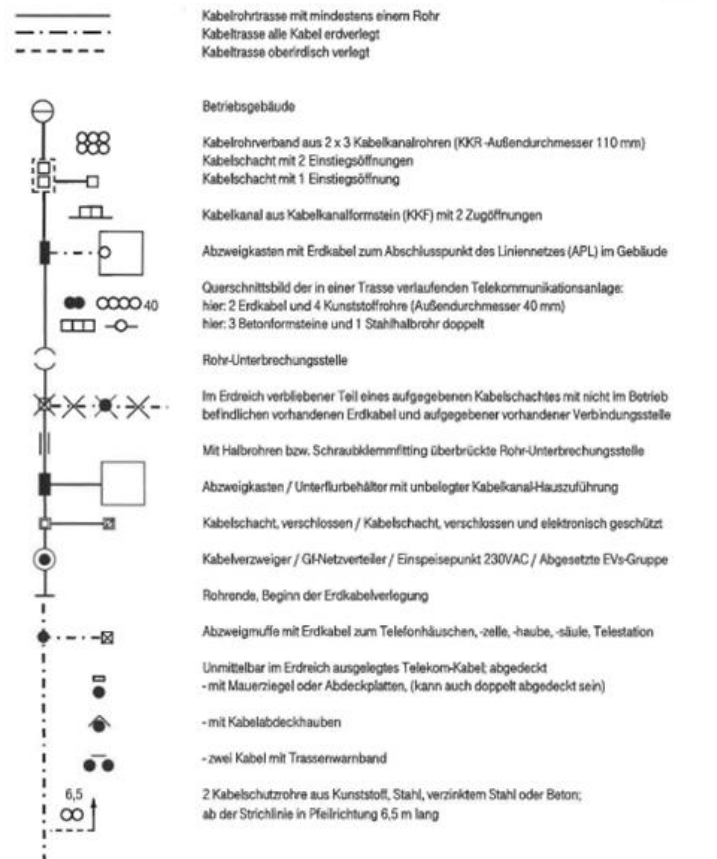 Kabelrohrtrasse mit mindestens einem Rohr
Kabeltrasse alle Kabel erdverlegt
Kabeltrasse oberirdisch verlegt
Betriebsgebäude
Kabelrohrverband aus 2 x 3 Kabelkanalrohren (KKR -Außendurchmesser 110 mm)
Kabelschacht mit 2 Einstiegsöffnungen
Kabelschacht mit 1 Einstiegsöffnung
Kabelkanal aus Kabelkanalformstein (KKF) mit 2 Zugöffnungen
Abzweigkasten mit Erdkabel zum Abschlusspunkt des Liniennetzes (APL) im Gebäude
Querschnittsbild der in einer Trasse verlaufenden Telekommunikationsanlage:
40 hier: 2 Erdkabel und 4 Kunststoffrohre (Außendurchmesser 40 mm)
hier: 3 Betonformsteine und 1 Stahlhalbrohr doppelt
Rohr-Unterbrechungsstelle
Im Erdreich verbliebener Teil eines aufgegebenen Kabelschachtes mit nicht im Betrieb
befindlichen vorhandenen Erdkabel und aufgegebener vorhandener Verbindungsstelle
Mit Halbrohren bzw. Schraubklemmfitting überbrückte Rohr-Unterbrechungsstelle
Abzweigkasten / Unterflurbehälter mit unbelegter Kabelkanal-Hauszuführung
Kabelschacht, verschlossen / Kabelschacht, verschlossen und elektronisch geschützt
Kabelverzweiger / Gf-Netzverteiler / Einspeisepunkt 230VAC / Abgesetzte EVs-Gruppe
Rohrende, Beginn der Erdkabelverlegung
Abzweigmuffe mit Erdkabel zum Telefonhäuschen, -zelle, -haube, -säule, Telestation
Unmittelbar im Erdreich ausgelegtes Telekom-Kabel; abgedeckt
- mit Mauerziegel oder Abdeckplatten, (kann auch doppelt abgedeckt sein)
- mit Kabelabdeckhauben
- zwei Kabel mit Trassenwarnband
6,5 2 Kabelschutzrohre aus Kunststoff, Stahl, verzinktem Stahl oder Beton;
ab der Strichlinie in Pfeilrichtung 6,5 m lang